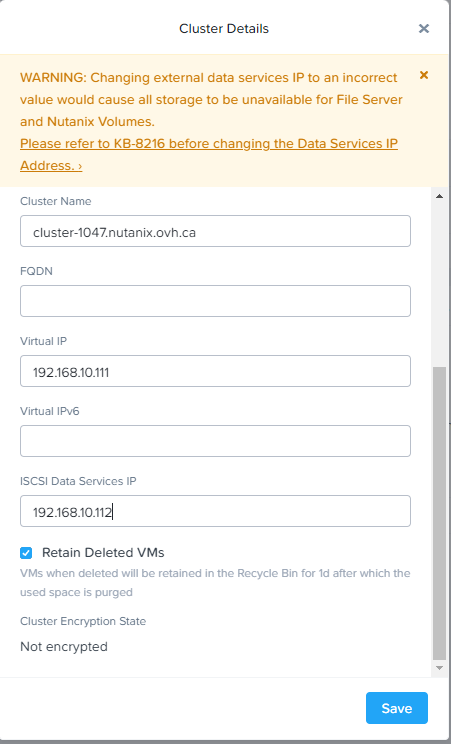 Cluster Details
WARNING: Changing external data services IP to an incorrect
value would cause all storage to be unavailable for File Server
and Nutanix Volumes.
Please refer to KB-8216 before changing the Data Services IP
Address. ›
Cluster Name
cluster-1047.nutanix.ovh.ca
FQDN
Virtual IP
192.168.10.111
Virtual IPv6
ISCSI Data Services IP
192.168.10.112
Retain Deleted VMs
VMs when deleted will be retained in the Recycle Bin for 1d after which the
used space is purged
Cluster Encryption State
Not encrypted
Save